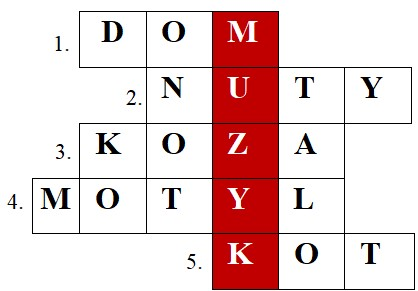 1. DOM
2. NUTY
3. KOZA
4. MOTYL
5. KOT